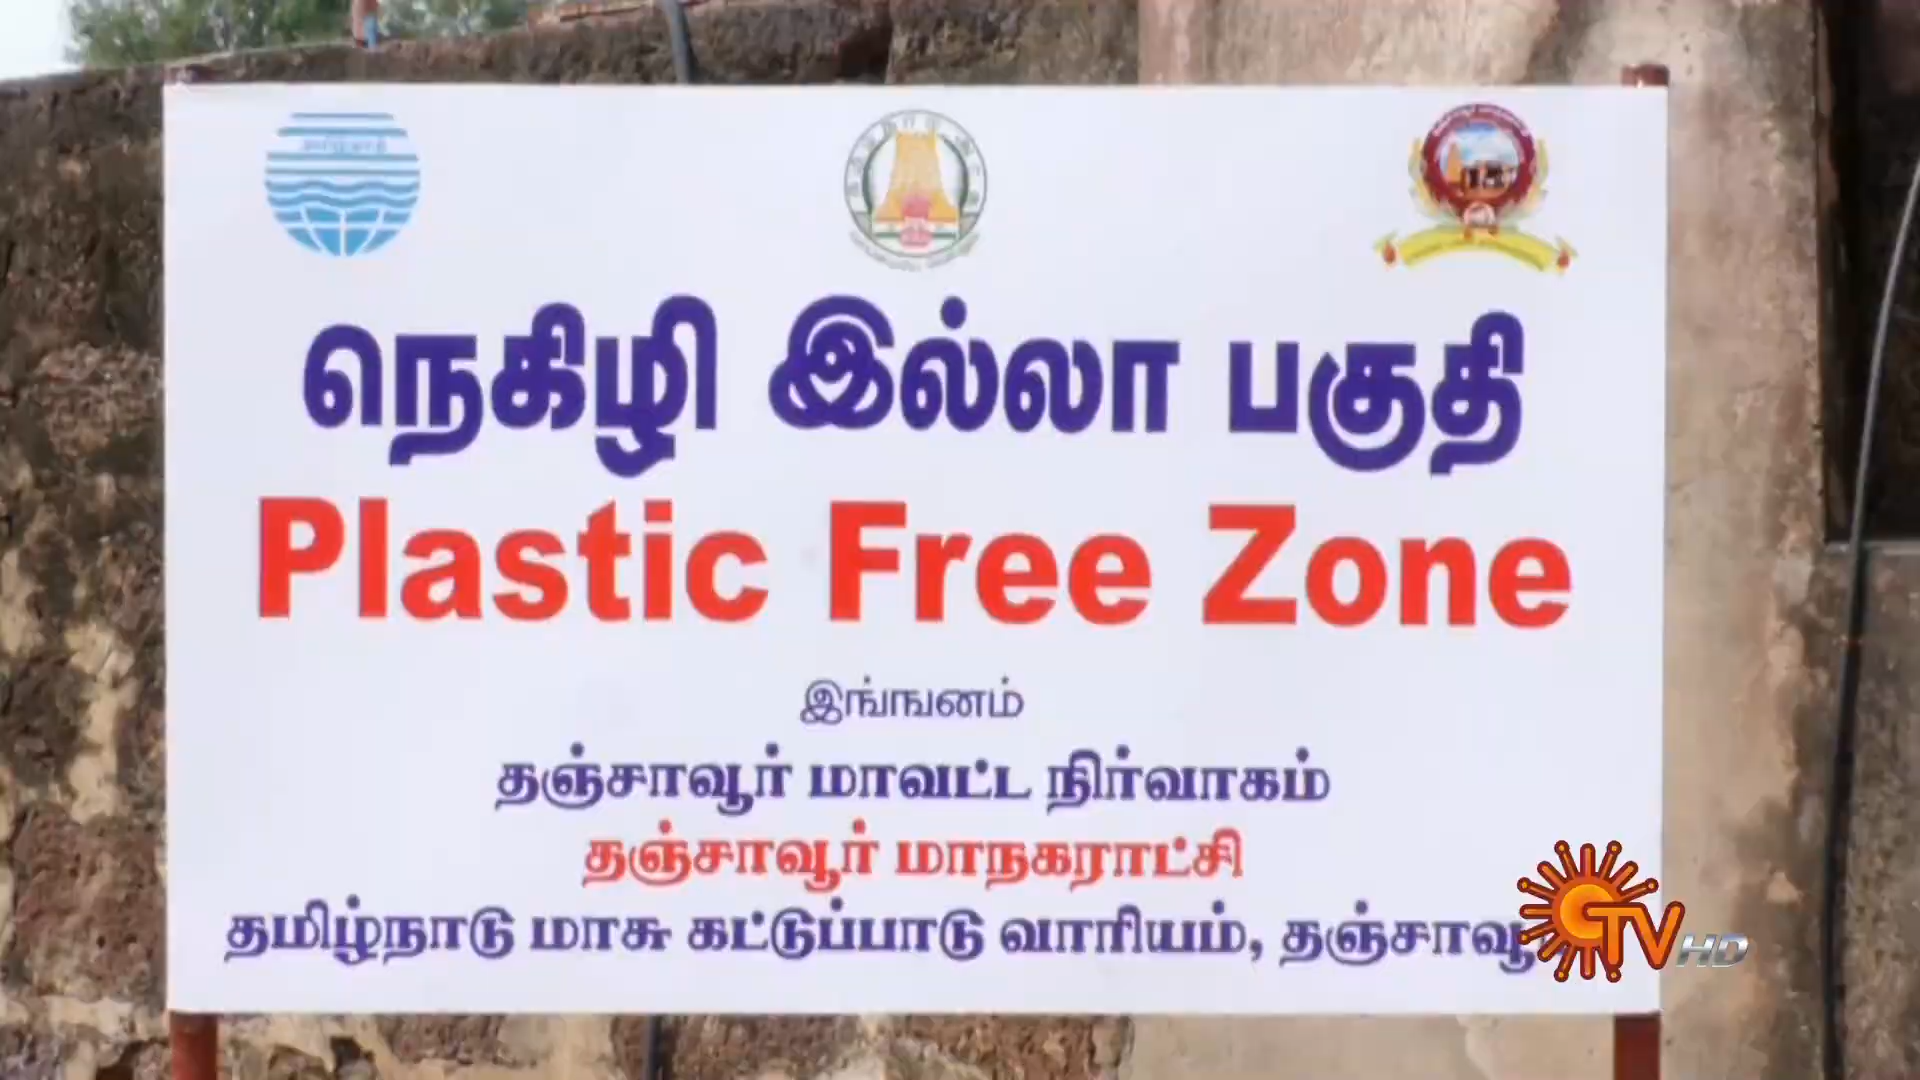 நெகிழி இல்லா பகுதி
Plastic Free Zone
இங்ஙனம்
தஞ்சாவூர் மாவட்ட நிர்வாகம்
தஞ்சாவூர் மாநகராட்சி
தமிழ்நாடு மாசு கட்டுப்பாடு வாரியம்,
TV HD